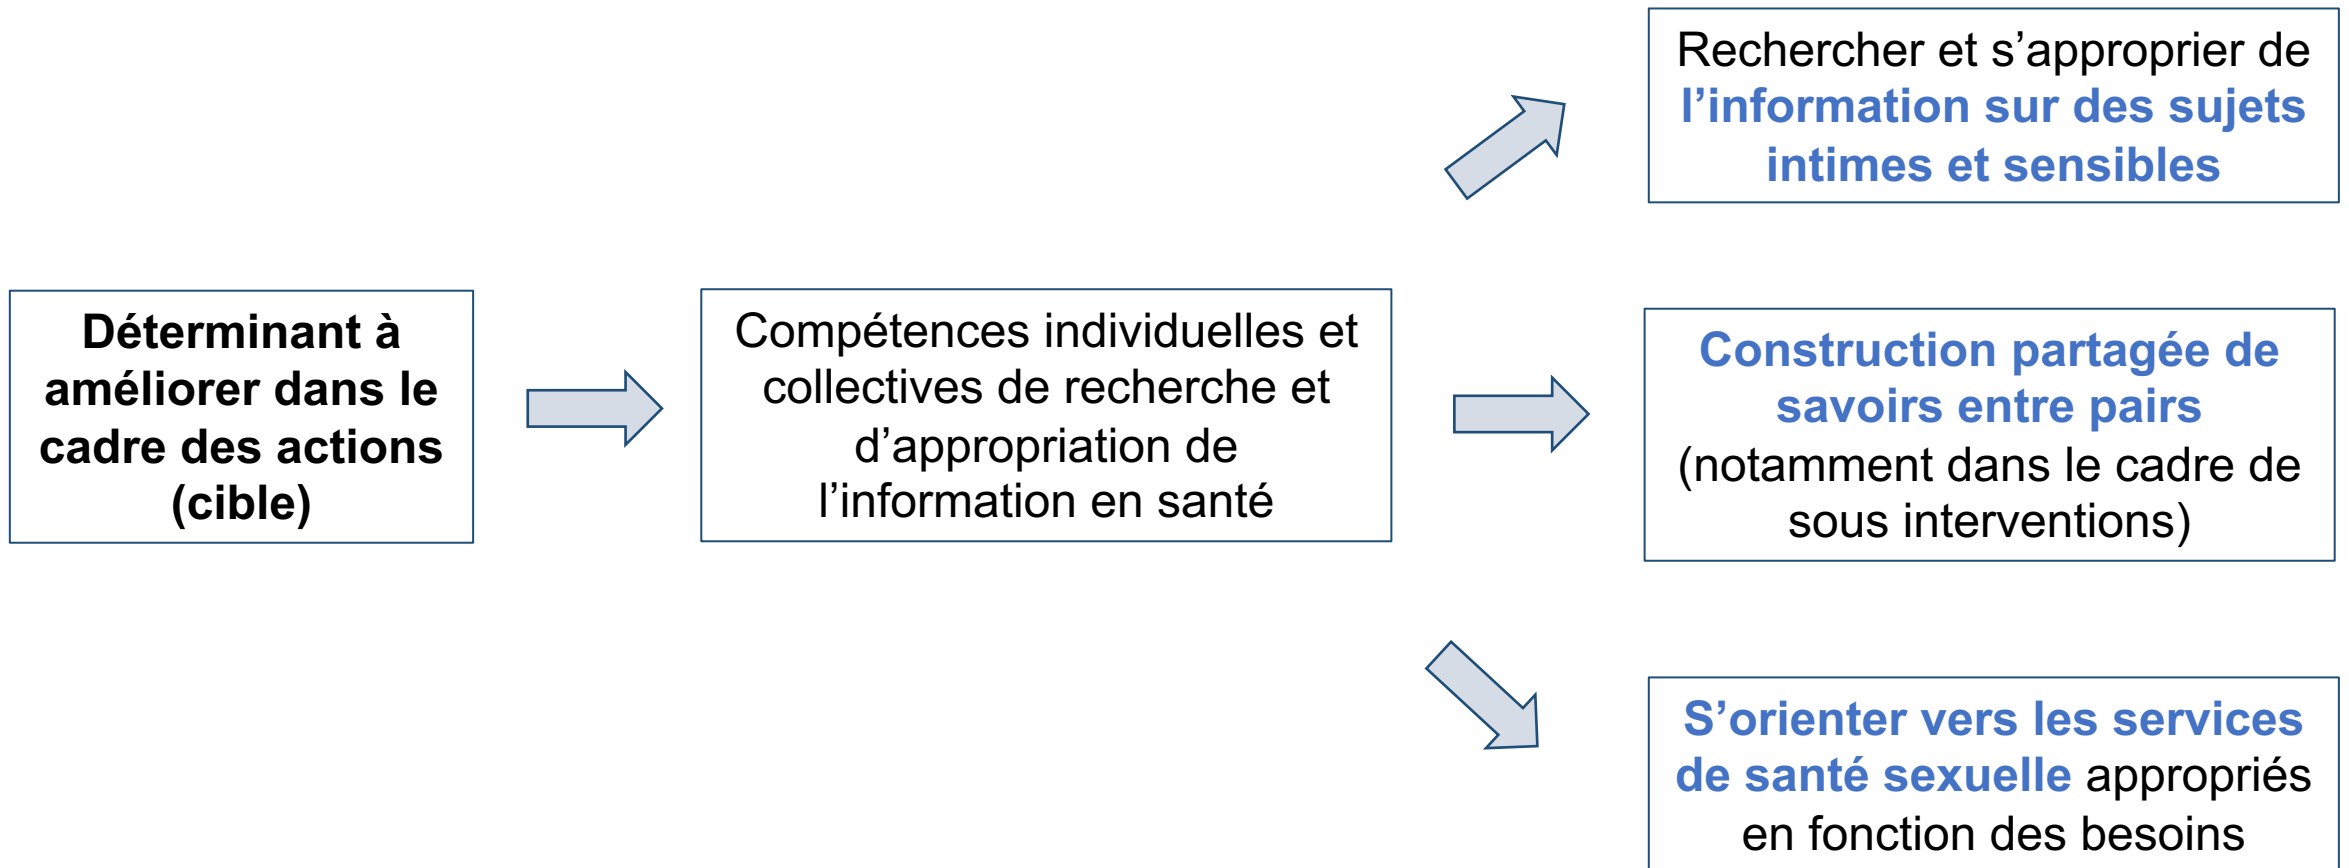 Déterminant à
améliorer dans le
cadre des actions
(cible)
Compétences individuelles et
collectives de recherche et
d’appropriation de
l’information en santé
Rechercher et s’approprier de
l’information sur des sujets
intimes et sensibles
Construction partagée de
savoirs entre pairs
(notamment dans le cadre de
sous interventions)
S’orienter vers les services
de santé sexuelle appropriés
en fonction des besoins